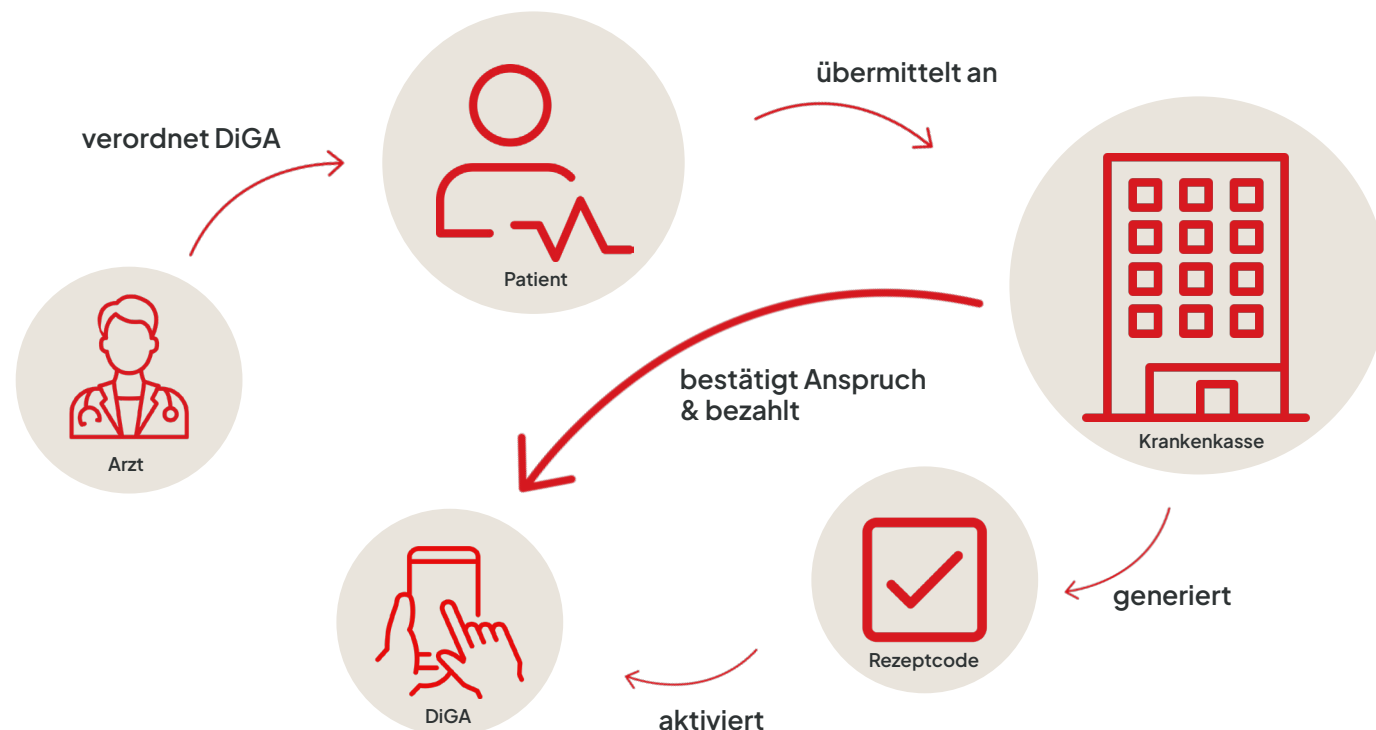 übermittelt an
verordnet DiGA
Patient
bestätigt Anspruch
& bezahlt
Krankenkasse
Arzt
generiert
Rezeptcode
DiGA
aktiviert